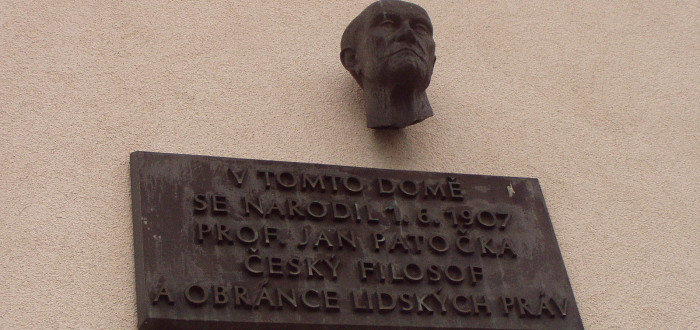 V TOMTO DOMĚ
SE NARODIL 1. 6. 1907
PROF. JAN PATOČKA
ČESKÝ FILOSOF
A OBRÁNCE LIDSKÝCH PRÁV